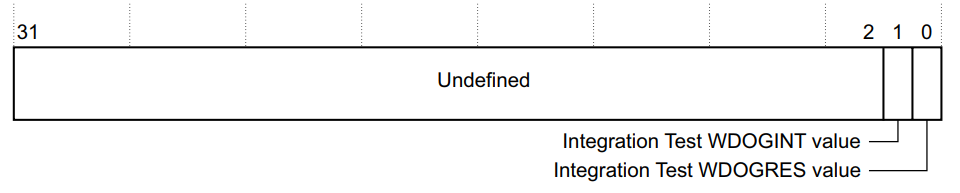 31 2 1 0
Undefined
Integration Test WDOGINT value
Integration Test WDOGRES value